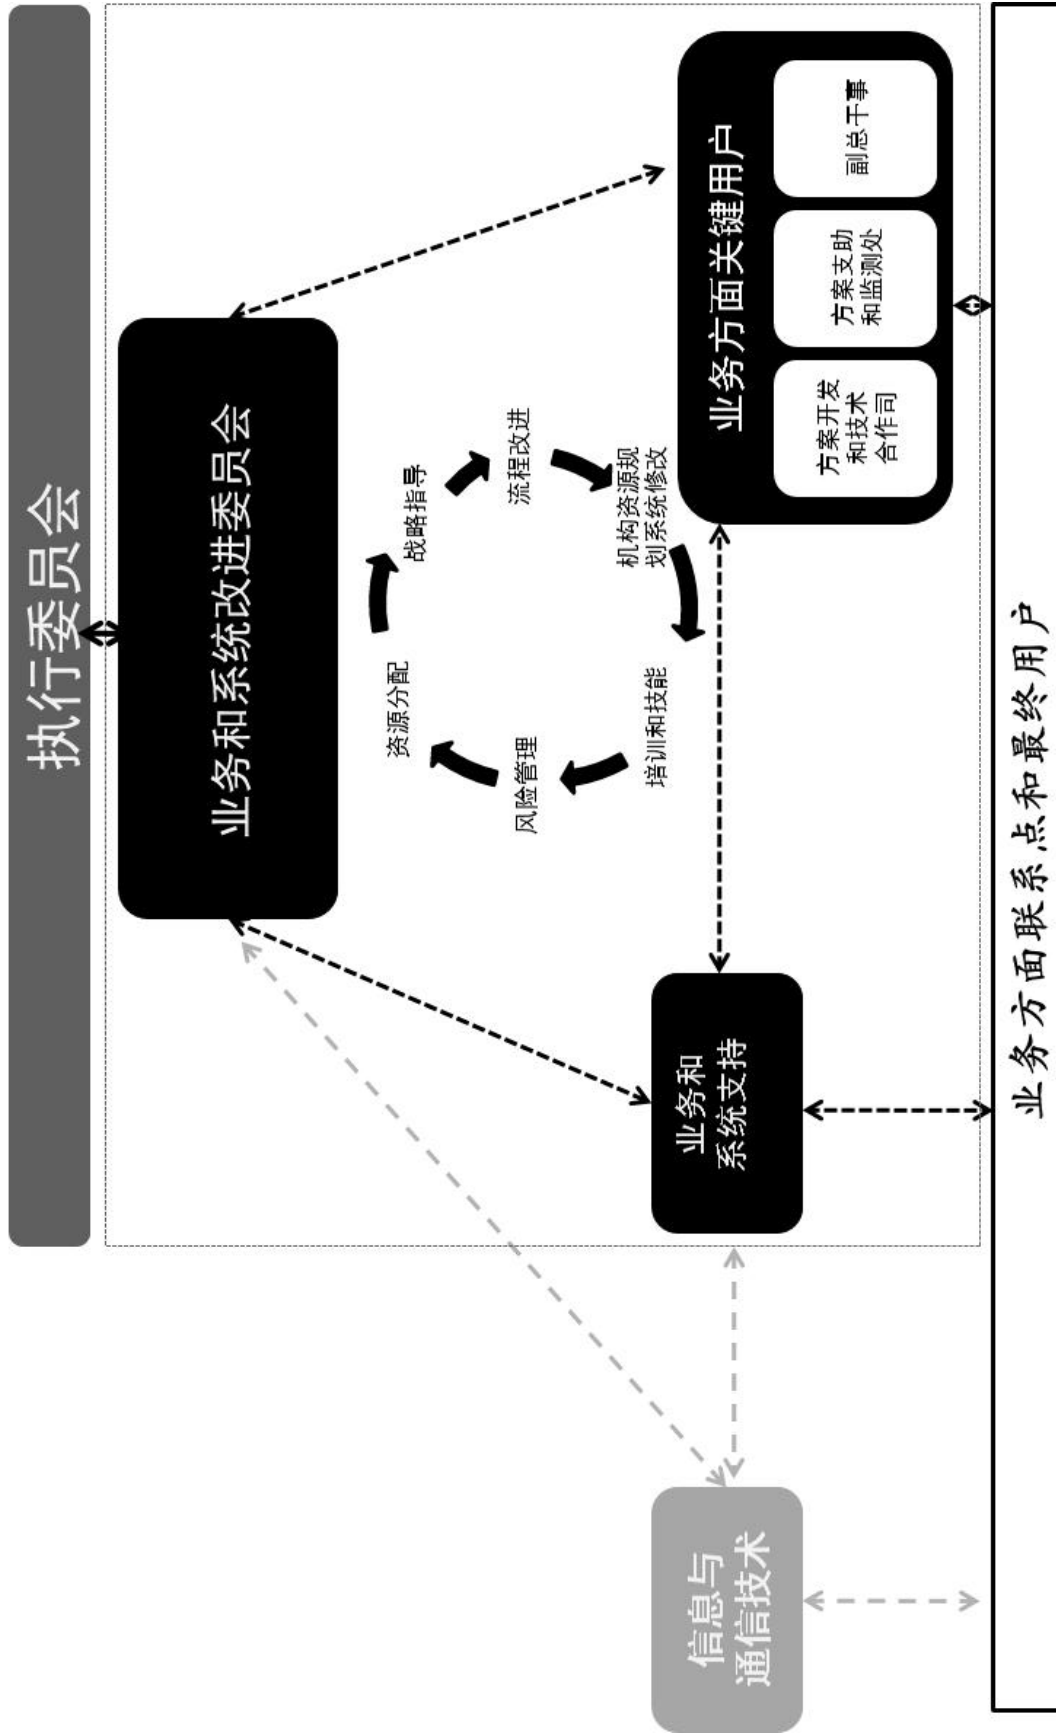 执行委员会
业务和系统改进委员会
战略指导
流程改进
机构资源规
划系统修改
培训和技能
风险管理
资源分配
信息与
通信技术
业务和
系统支持
业务方面关键用户
方案开发
和技术
合作司
方案支助
和监测处
副总干事
业务方面联系点和最终用户